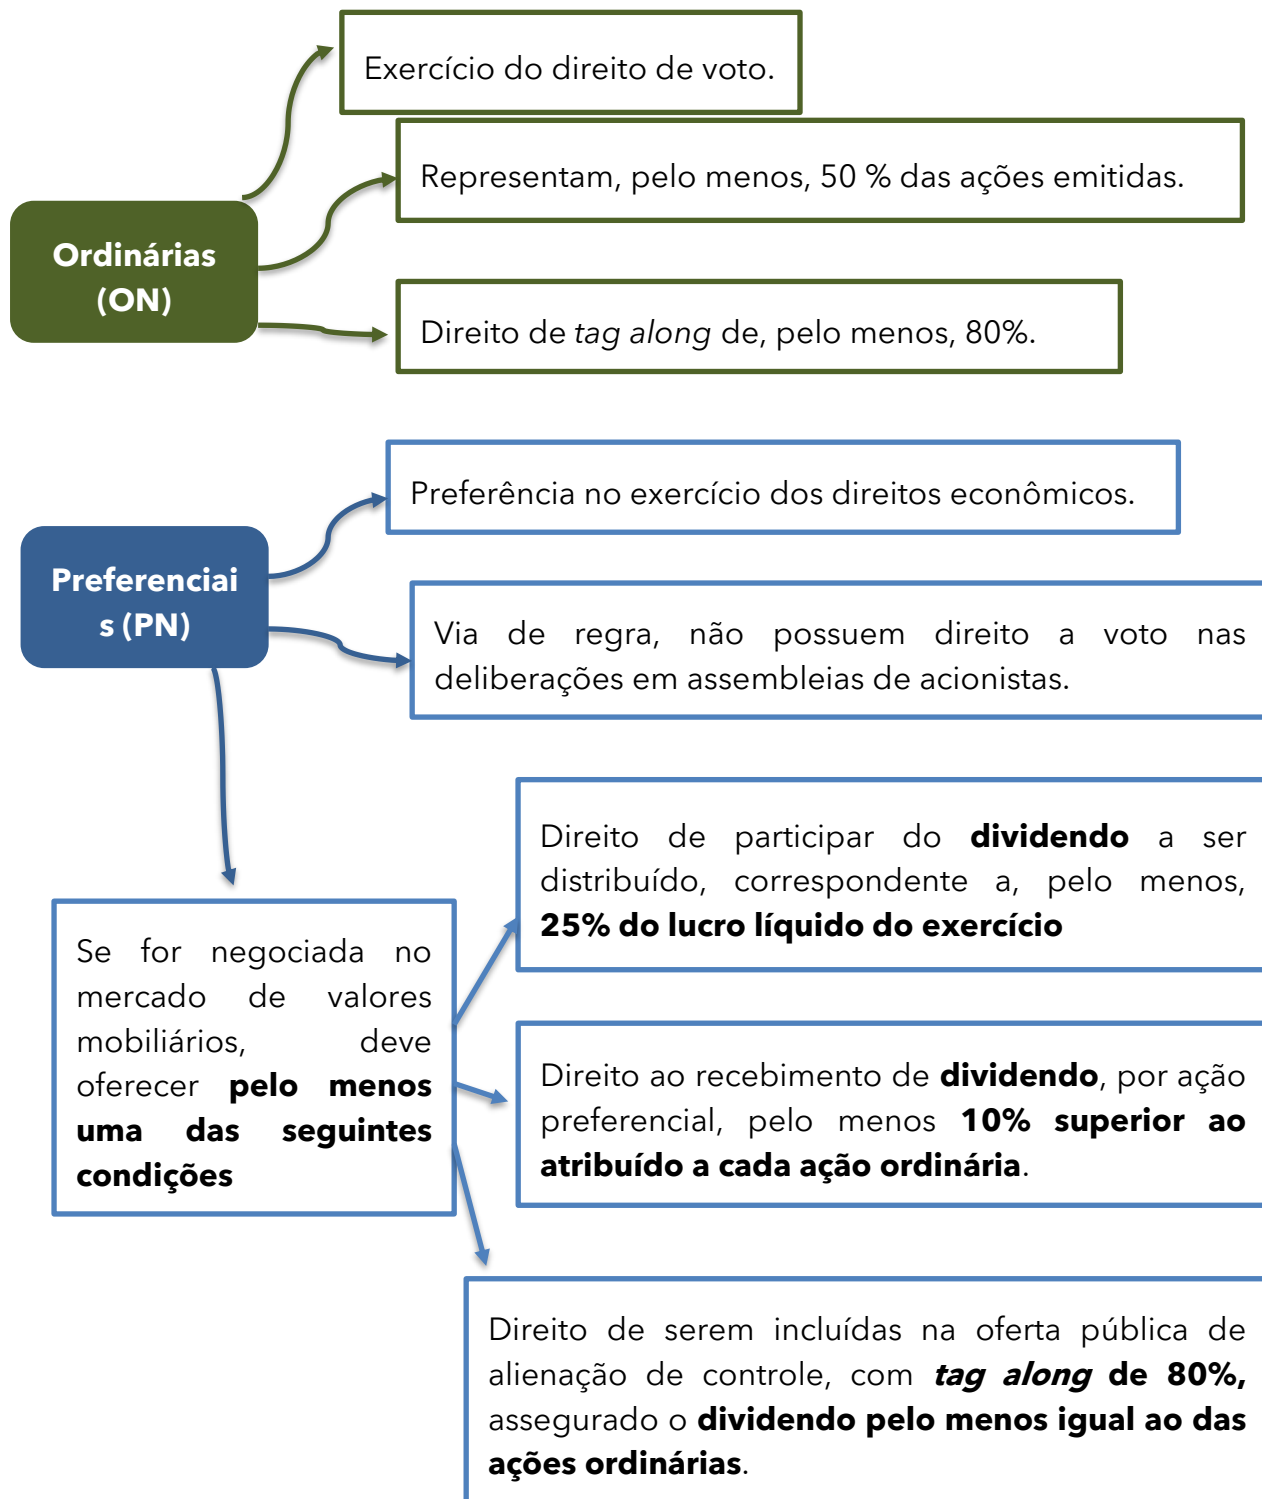 Exercício do direito de voto.
Representam, pelo menos, 50 % das ações emitidas.
Ordinárias
(ON)
Direito de tag along de, pelo menos, 80%.
Preferência no exercício dos direitos econômicos.
Preferenciai
s (PN)
Via de regra, não possuem direito a voto nas
deliberações em assembleias de acionistas.
Se for negociada no
mercado de valores
mobiliários, deve
oferecer pelo menos
uma das seguintes
condições
Direito de participar do dividendo a ser
distribuído, correspondente a, pelo menos,
25% do lucro líquido do exercício
Direito ao recebimento de dividendo, por ação
preferencial, pelo menos 10% superior ao
atribuído a cada ação ordinária.
Direito de serem incluídas na oferta pública de
alienação de controle, com tag along de 80%,
assegurado o dividendo pelo menos igual ao das
ações ordinárias.